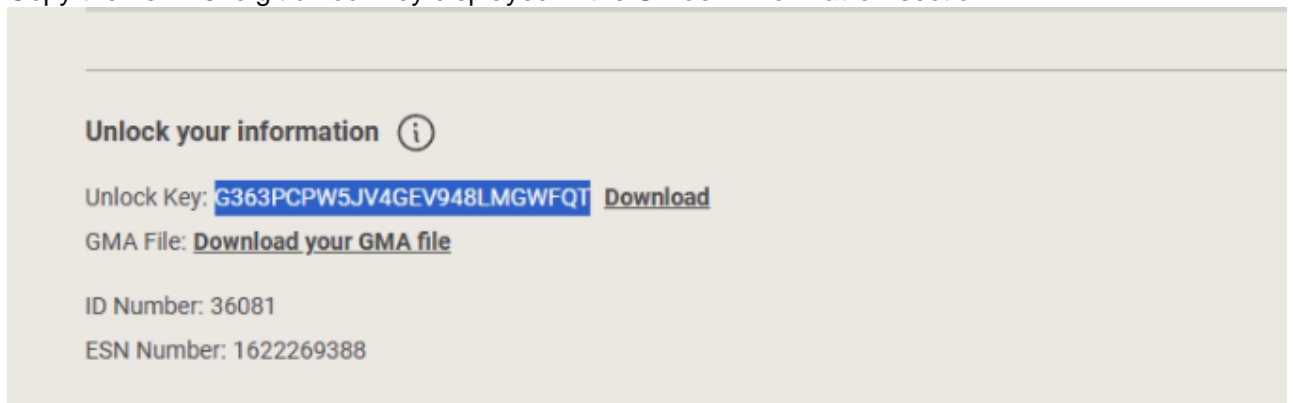 Unlock your information
Unlock Key: G363PCPW5JV4GEV948LMGWFQT Download
GMA File: Download your GMA file
ID Number: 36081
ESN Number: 1622269388